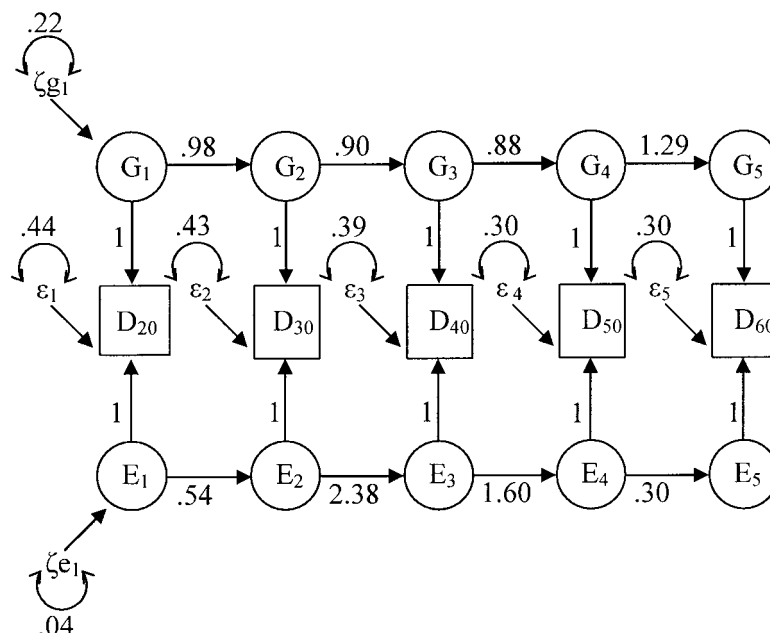 .22
ζg₁
G₁ .98 G₂ .90 G₃ .88 G₄ 1.29 G₅
.44 1 .43 1 .39 1 .30 1 .30 1
ε₁ ε₂ ε₃ ε₄ ε₅
D₂₀ D₃₀ D₄₀ D₅₀ D₆₀
1 1 1 1 1
E₁ E₂ E₃ E₄ E₅
.54 2.38 1.60 .30
ζe₁
.04